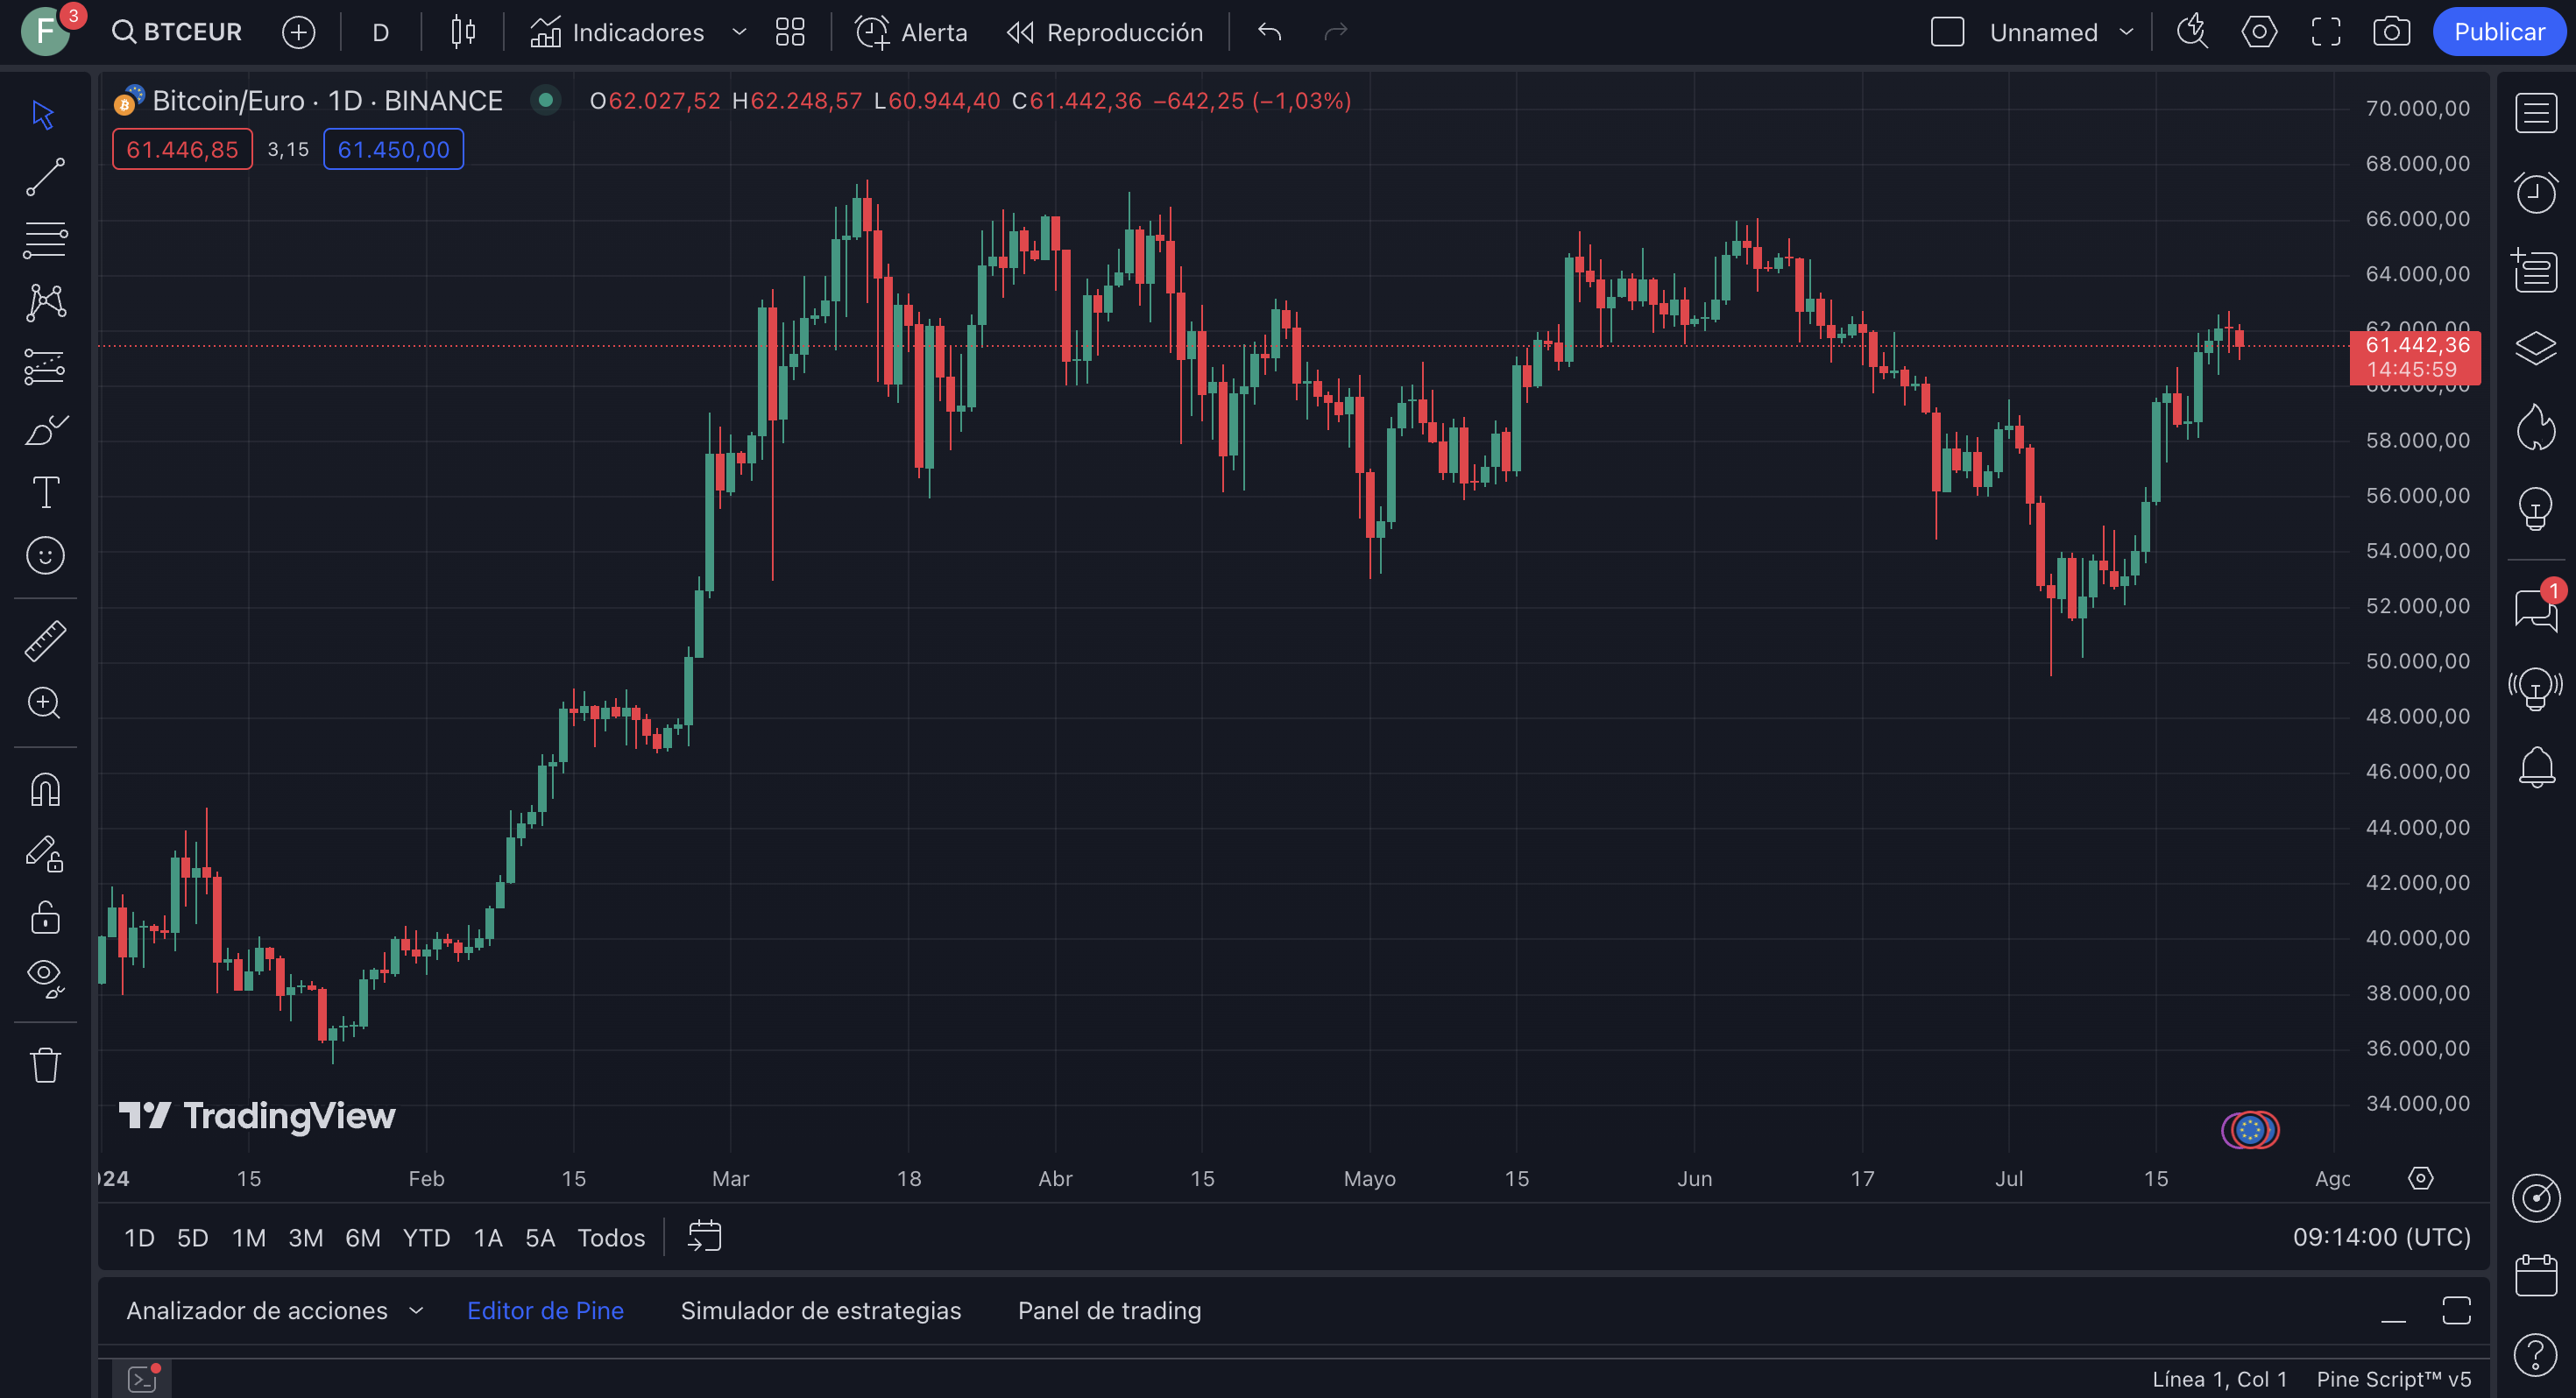 F 3 BTCEUR D Indicadores Alerta Reproducción Unnamed Publicar
Bitcoin/Euro · 1D · BINANCE O62.027,52 H62.248,57 L60.944,40 C61.442,36 −642,25 (−1,03%)
61.446,85 3,15 61.450,00
70.000,00
68.000,00
66.000,00
64.000,00
62.000,00
61.442,36
14:45:59
60.000,00
58.000,00
56.000,00
54.000,00
52.000,00
50.000,00
48.000,00
46.000,00
44.000,00
42.000,00
40.000,00
38.000,00
36.000,00
34.000,00
1
TradingView
024 15 Feb 15 Mar 18 Abr 15 Mayo 15 Jun 17 Jul 15 Ago
1D 5D 1M 3M 6M YTD 1A 5A Todos 09:14:00 (UTC)
Analizador de acciones Editor de Pine Simulador de estrategias Panel de trading
Línea 1, Col 1 Pine Script™ v5